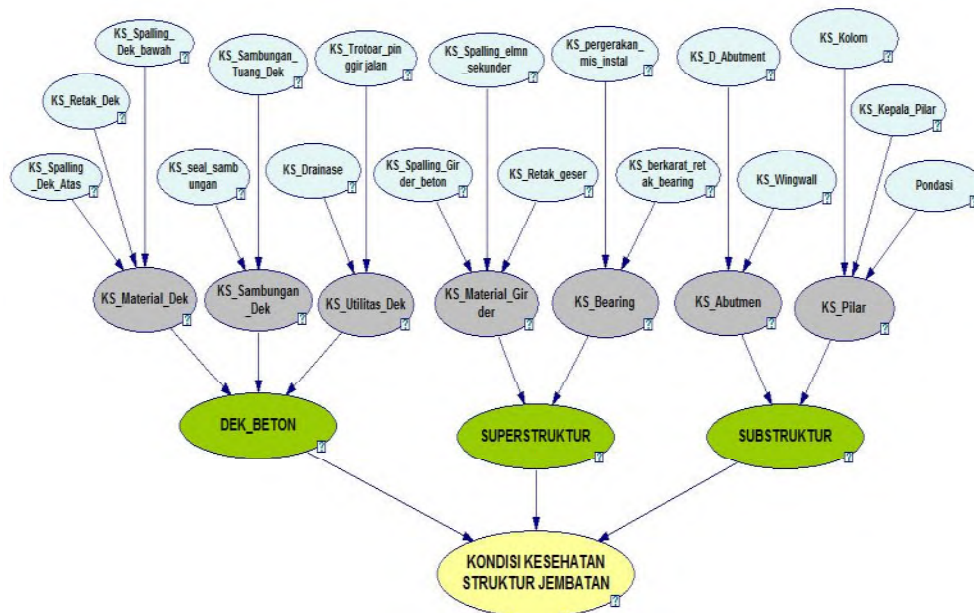 KS_Spalling_
Dek_bawah
KS_Sambungan_
Tuang_Dek
KS_Trotoar_pin
ggir jalan
KS_Spalling_elmn
_sekunder
KS_pergerakan_
mis_instal
KS_D_Abutment
KS_Kolom
KS_Retak_Dek
KS_Kepala_Pilar
KS_Spalling
_Dek_Atas
KS_seal_samb
ungan
KS_Drainase
KS_Spalling_Gir
der_beton
KS_Retak_geser
KS_berkarat_ret
ak_bearing
KS_Wingwall
Pondasi
KS_Material_Dek
KS_Sambungan
_Dek
KS_Utilitas_Dek
KS_Material_Gir
der
KS_Bearing
KS_Abutmen
KS_Pilar
DEK_BETON
SUPERSTRUKTUR
SUBSTRUKTUR
KONDISI KESEHATAN
STRUKTUR JEMBATAN